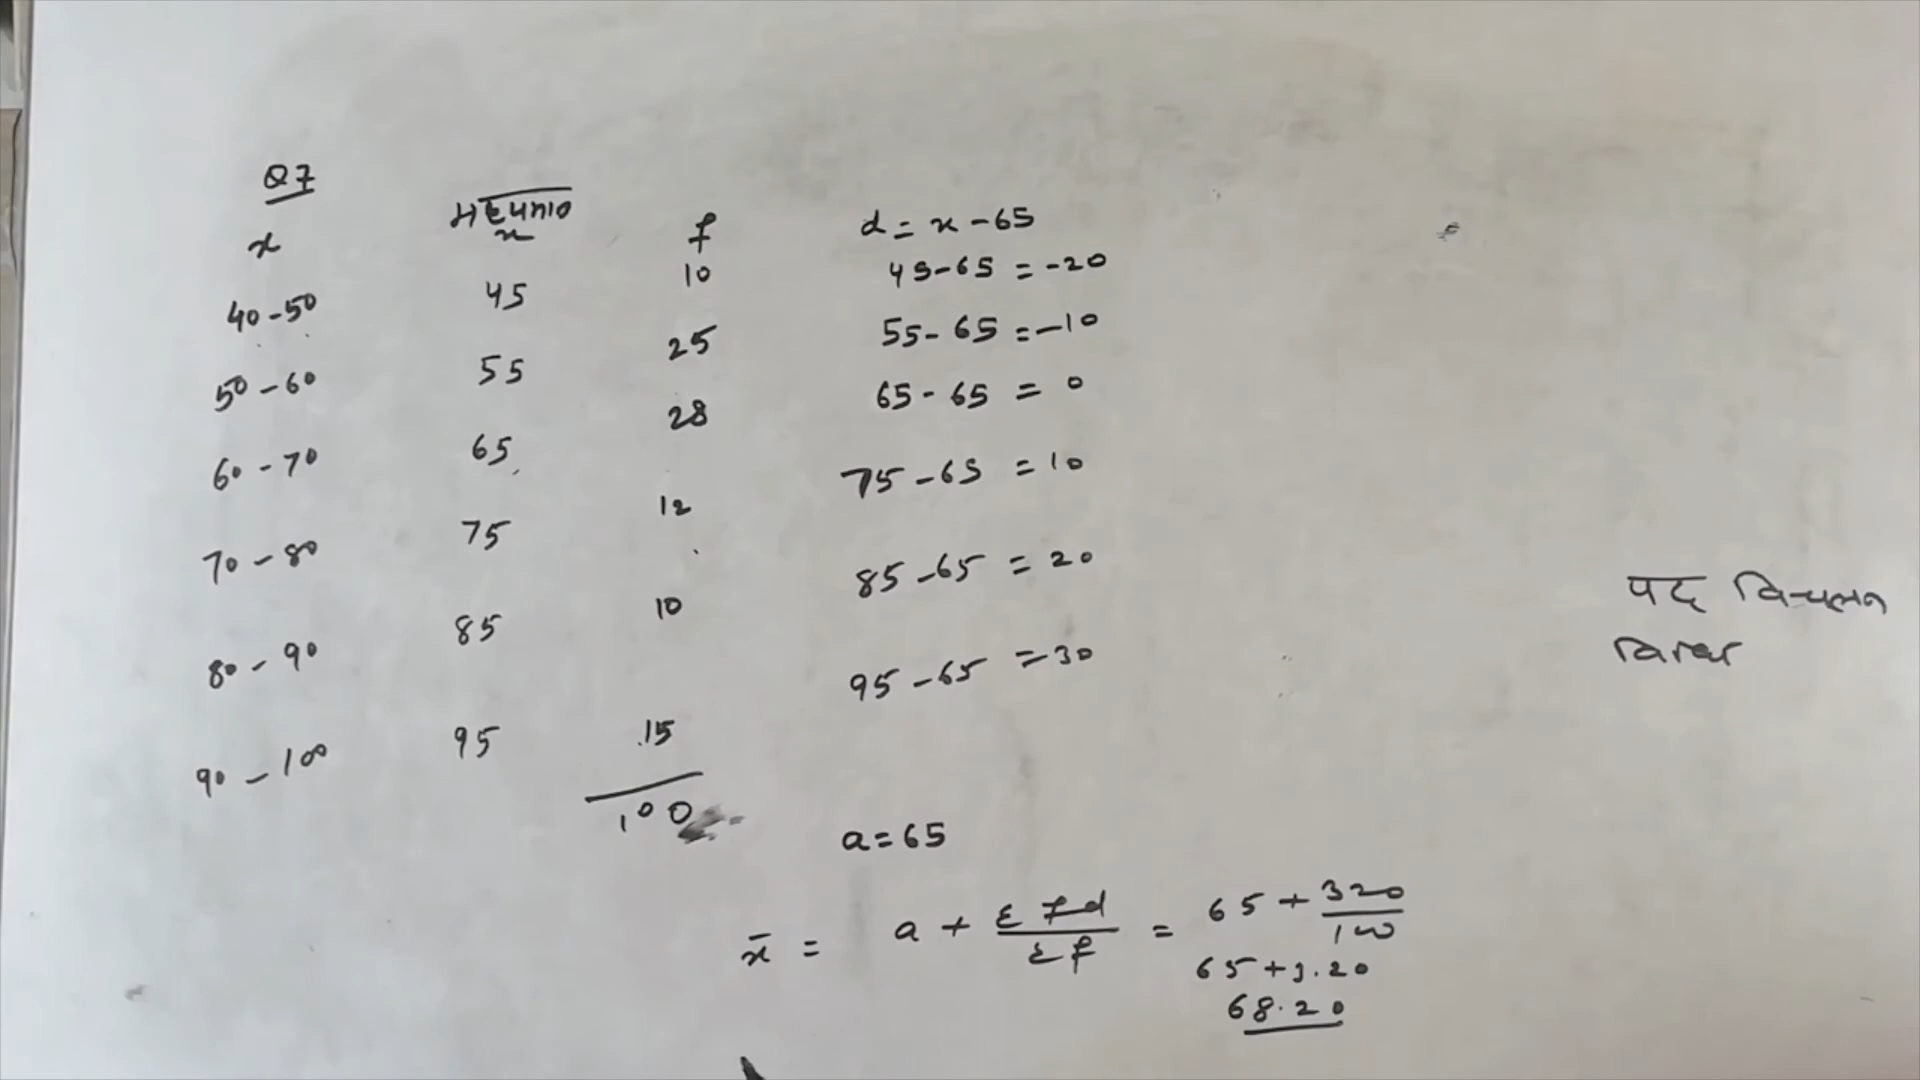 Q7
x मध्यमान x f d = x - 65
40-50 45 10 45-65 = -20
50-60 55 25 55-65 = -10
60-70 65 28 65-65 = 0
70-80 75 12 75-65 = 10
80-90 85 10 85-65 = 20
90-100 95 15 95-65 = 30
100
पद विचलन
a = 65
x̄ = a + Σfd/Σf = 65 + 320/100
65 + 3.20
68.20